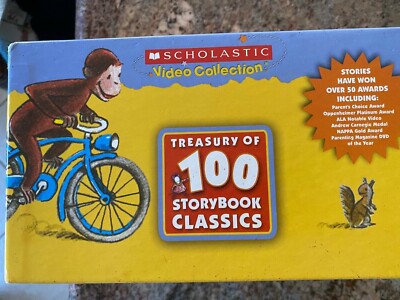 SCHOLASTIC
Video Collection
STORIES
HAVE WON
OVER 50 AWARDS
INCLUDING:
Parent's Choice Award
Oppenheimer Platinum Award
ALA Notable Video
Andrew Carnegie Medal
NAPPA Gold Award
Parenting Magazine DVD
of the Year
TREASURY OF
100
STORYBOOK
CLASSICS